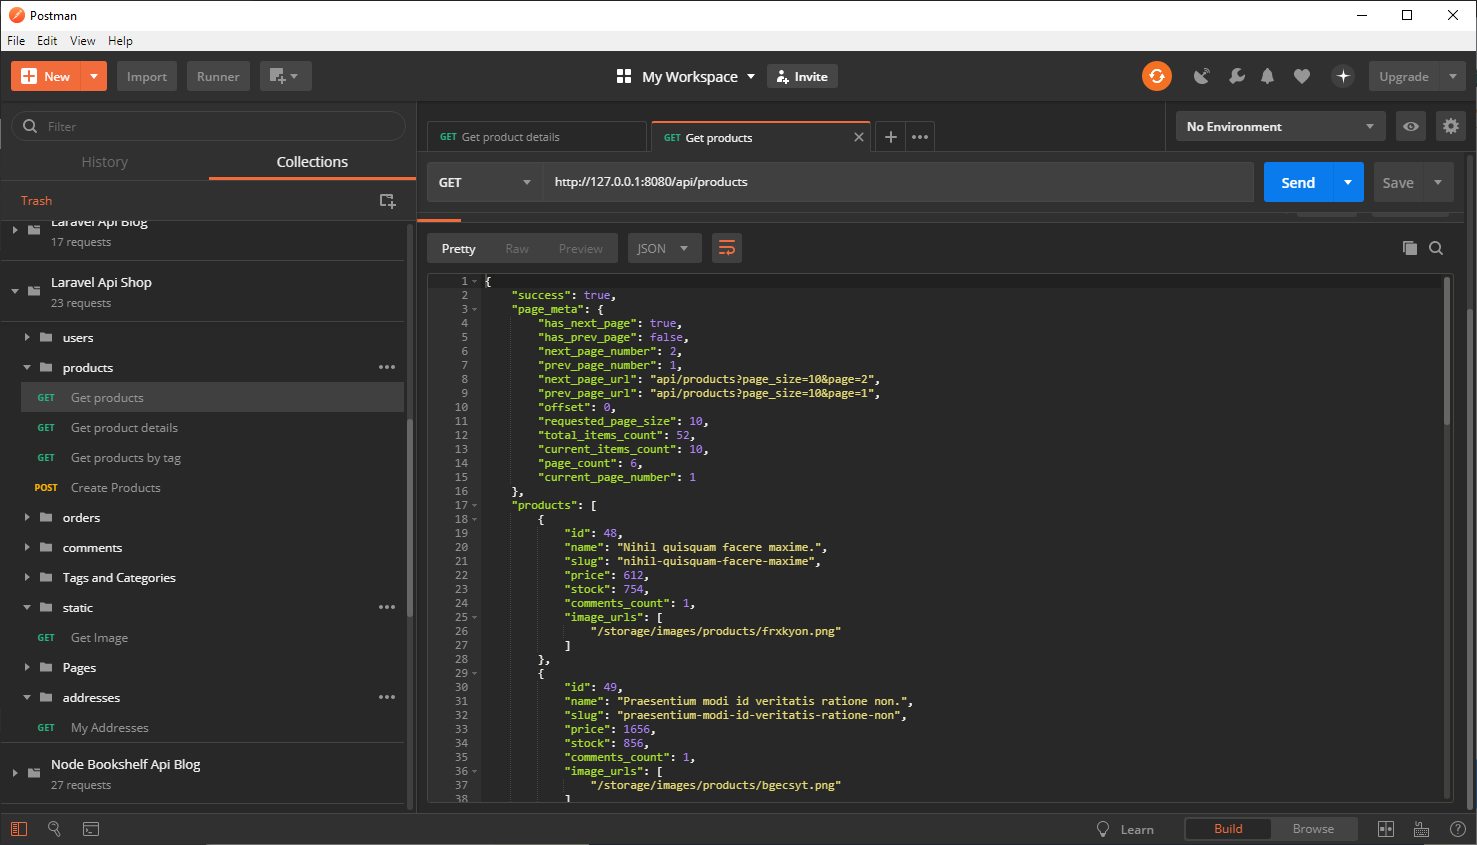 Postman
File Edit View Help
New Import Runner My Workspace Invite Upgrade
Filter
History Collections
Trash
Laravel Api Blog
17 requests
Laravel Api Shop
23 requests
users
products
GET Get products
GET Get product details
GET Get products by tag
POST Create Products
orders
comments
Tags and Categories
static
GET Get Image
Pages
addresses
GET My Addresses
Node Bookshelf Api Blog
27 requests
GET Get product details GET Get products No Environment
GET http://127.0.0.1:8080/api/products Send Save
Pretty Raw Preview JSON
1 {
2 "success": true,
3 "page_meta": {
4 "has_next_page": true,
5 "has_prev_page": false,
6 "next_page_number": 2,
7 "prev_page_number": 1,
8 "next_page_url": "api/products?page_size=10&page=2",
9 "prev_page_url": "api/products?page_size=10&page=1",
10 "offset": 0,
11 "requested_page_size": 10,
12 "total_items_count": 52,
13 "current_items_count": 10,
14 "page_count": 6,
15 "current_page_number": 1
16 },
17 "products": [
18 {
19 "id": 48,
20 "name": "Nihil quisquam facere maxime.",
21 "slug": "nihil-quisquam-facere-maxime",
22 "price": 612,
23 "stock": 754,
24 "comments_count": 1,
25 "image_urls": [
26 "/storage/images/products/frxkyon.png"
27 ]
28 },
29 {
30 "id": 49,
31 "name": "Praesentium modi id veritatis ratione non.",
32 "slug": "praesentium-modi-id-veritatis-ratione-non",
33 "price": 1656,
34 "stock": 856,
35 "comments_count": 1,
36 "image_urls": [
37 "/storage/images/products/bgecsyt.png"
38 ]
Learn Build Browse